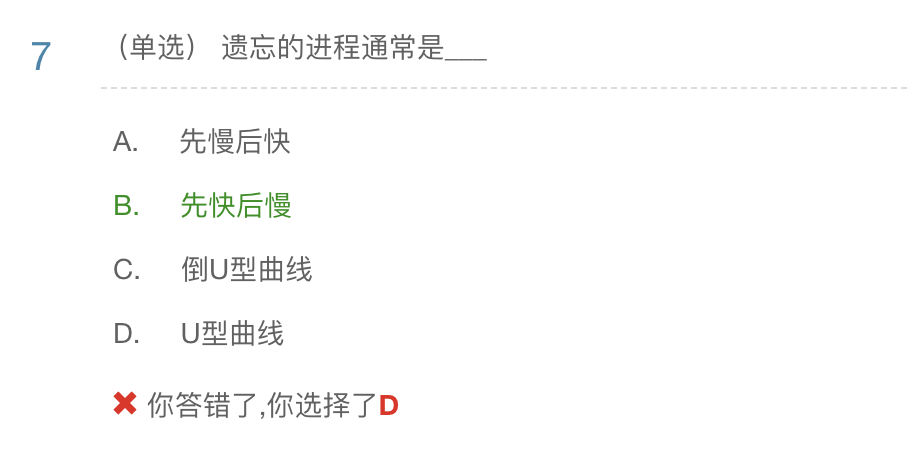 7 （单选） 遗忘的进程通常是___
A. 先慢后快
B. 先快后慢
C. 倒U型曲线
D. U型曲线
✖ 你答错了,你选择了D